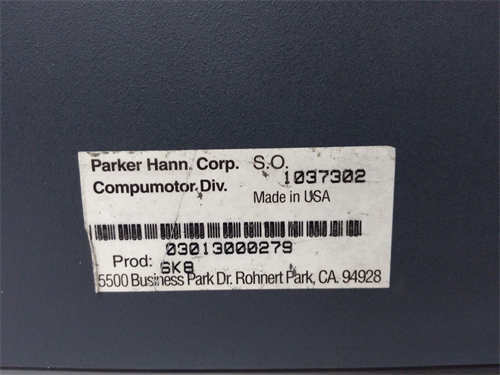 Parker Hann. Corp. S.O. 1037302
Compumotor Div. Made in USA
03013000279
Prod: 6K8
5500 Business Park Dr. Rohnert Park, CA. 94928